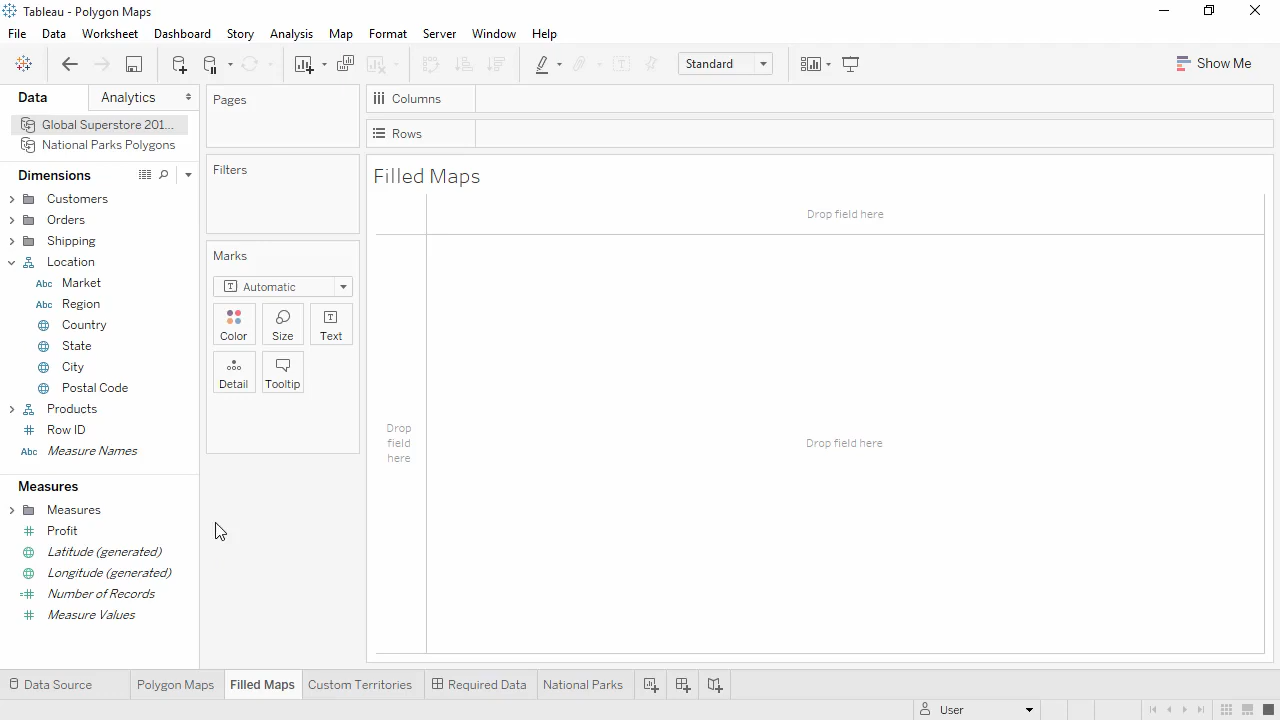 Tableau - Polygon Maps
File Data Worksheet Dashboard Story Analysis Map Format Server Window Help
Standard
Show Me
Data Analytics
Global Superstore 201...
National Parks Polygons
Dimensions
Customers
Orders
Shipping
Location
Abc Market
Abc Region
Country
State
City
Postal Code
Products
# Row ID
Abc Measure Names
Measures
Measures
# Profit
Latitude (generated)
Longitude (generated)
=# Number of Records
# Measure Values
Pages
Filters
Marks
T Automatic
Color Size T Text
Detail Tooltip
Columns
Rows
Filled Maps
Drop field here
Drop
field
here
Drop field here
Data Source Polygon Maps Filled Maps Custom Territories Required Data National Parks
User